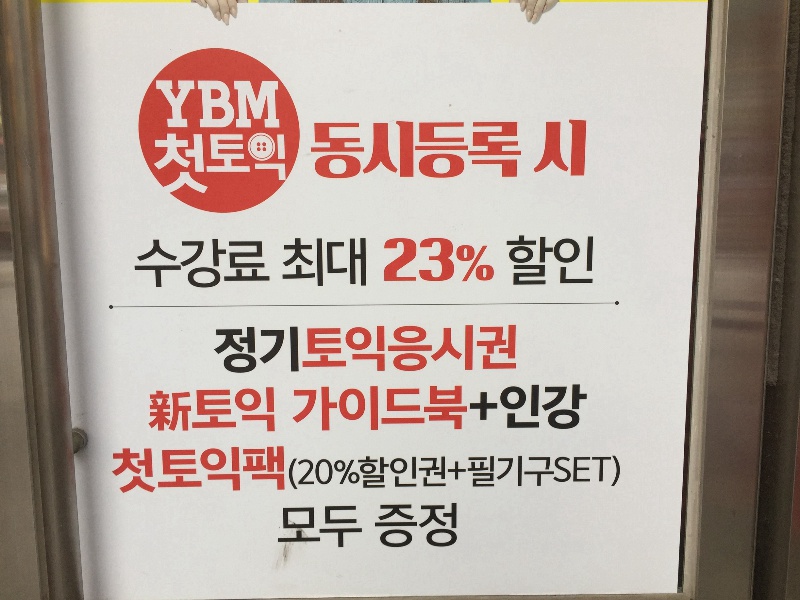 YBM
첫토익
동시등록 시
수강료 최대 23% 할인
정기토익응시권
新토익 가이드북+인강
첫토익팩(20%할인권+필기구SET)
모두 증정